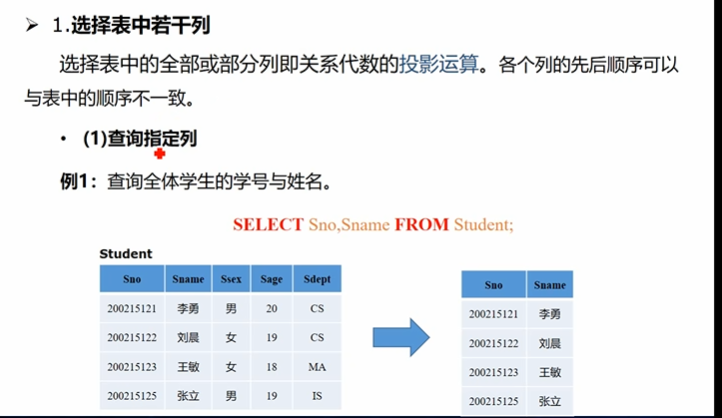 ➢ 1.选择表中若干列
选择表中的全部或部分列即关系代数的投影运算。各个列的先后顺序可以
与表中的顺序不一致。
• (1)查询指定列
例1：查询全体学生的学号与姓名。
SELECT Sno,Sname FROM Student;
Student
Sno Sname Ssex Sage Sdept
200215121 李勇 男 20 CS
200215122 刘晨 女 19 CS
200215123 王敏 女 18 MA
200215125 张立 男 19 IS
Sno Sname
200215121 李勇
200215122 刘晨
200215123 王敏
200215125 张立